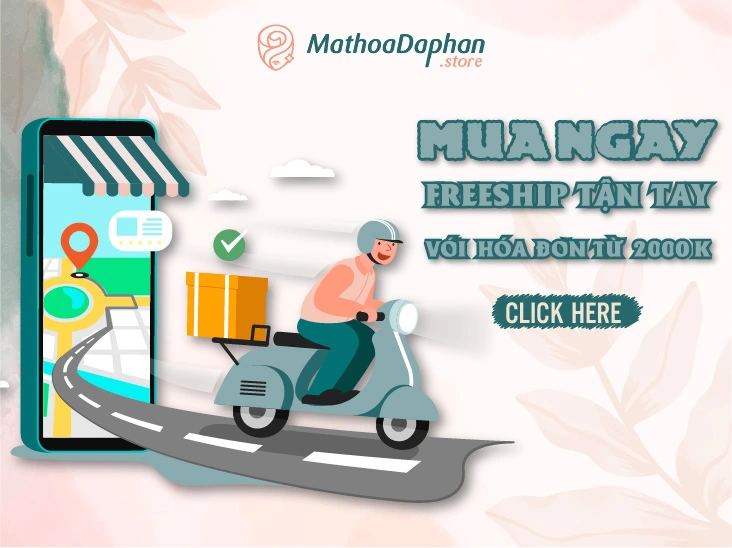 MathoaDaphan
.store
MUA NGAY
FREESHIP TẬN TAY
VỚI HÓA ĐƠN TỪ 2000K
CLICK HERE